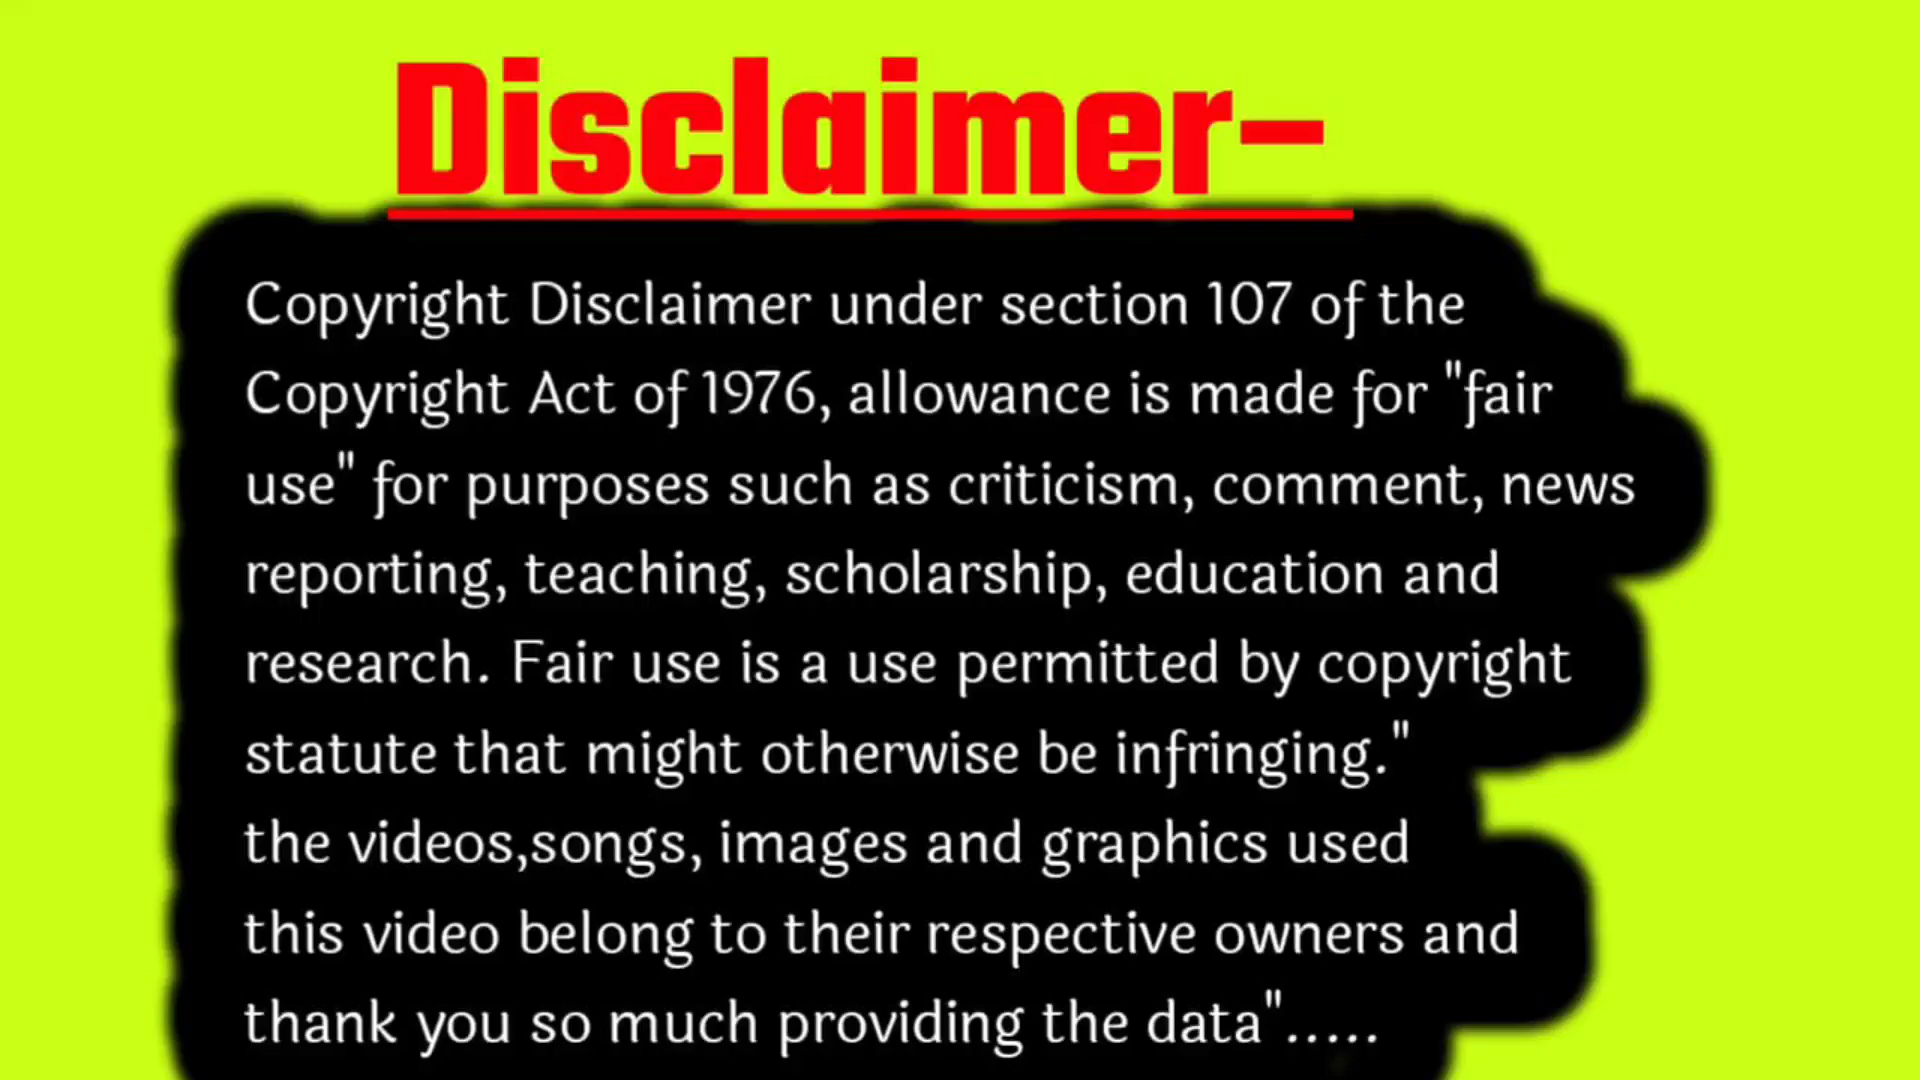 Disclaimer-
Copyright Disclaimer under section 107 of the
Copyright Act of 1976, allowance is made for "fair
use" for purposes such as criticism, comment, news
reporting, teaching, scholarship, education and
research. Fair use is a use permitted by copyright
statute that might otherwise be infringing."
the videos,songs, images and graphics used
this video belong to their respective owners and
thank you so much providing the data".....